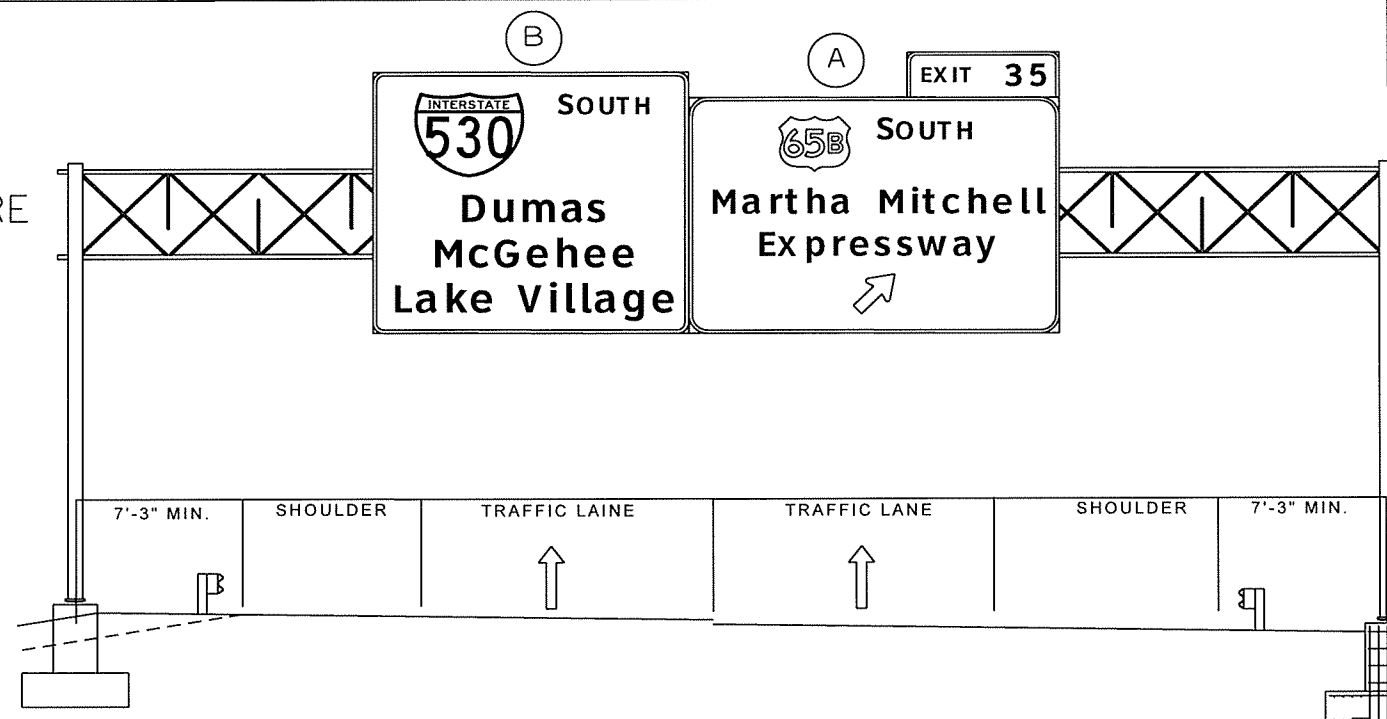 B
A
EXIT 35
INTERSTATE
530
SOUTH
Dumas
McGehee
Lake Village
65B
SOUTH
Martha Mitchell
Expressway
RE
7'-3" MIN.
SHOULDER
TRAFFIC LAINE
TRAFFIC LANE
SHOULDER
7'-3" MIN.